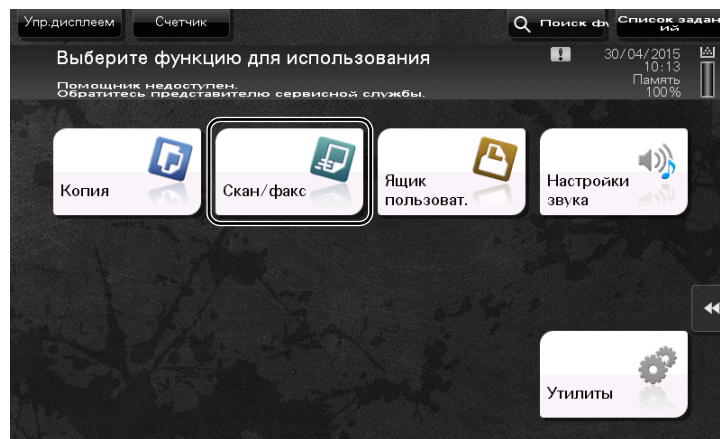 Упр.дисплеем
Счетчик
Поиск фу
Список задан
ий
Выберите функцию для использования
30/04/2015
10:13
Помощник недоступен.
Обратитесь представителю сервисной службы.
Память
100%
Копия
Скан/факс
Ящик
пользоват.
Настройки
звука
Утилиты